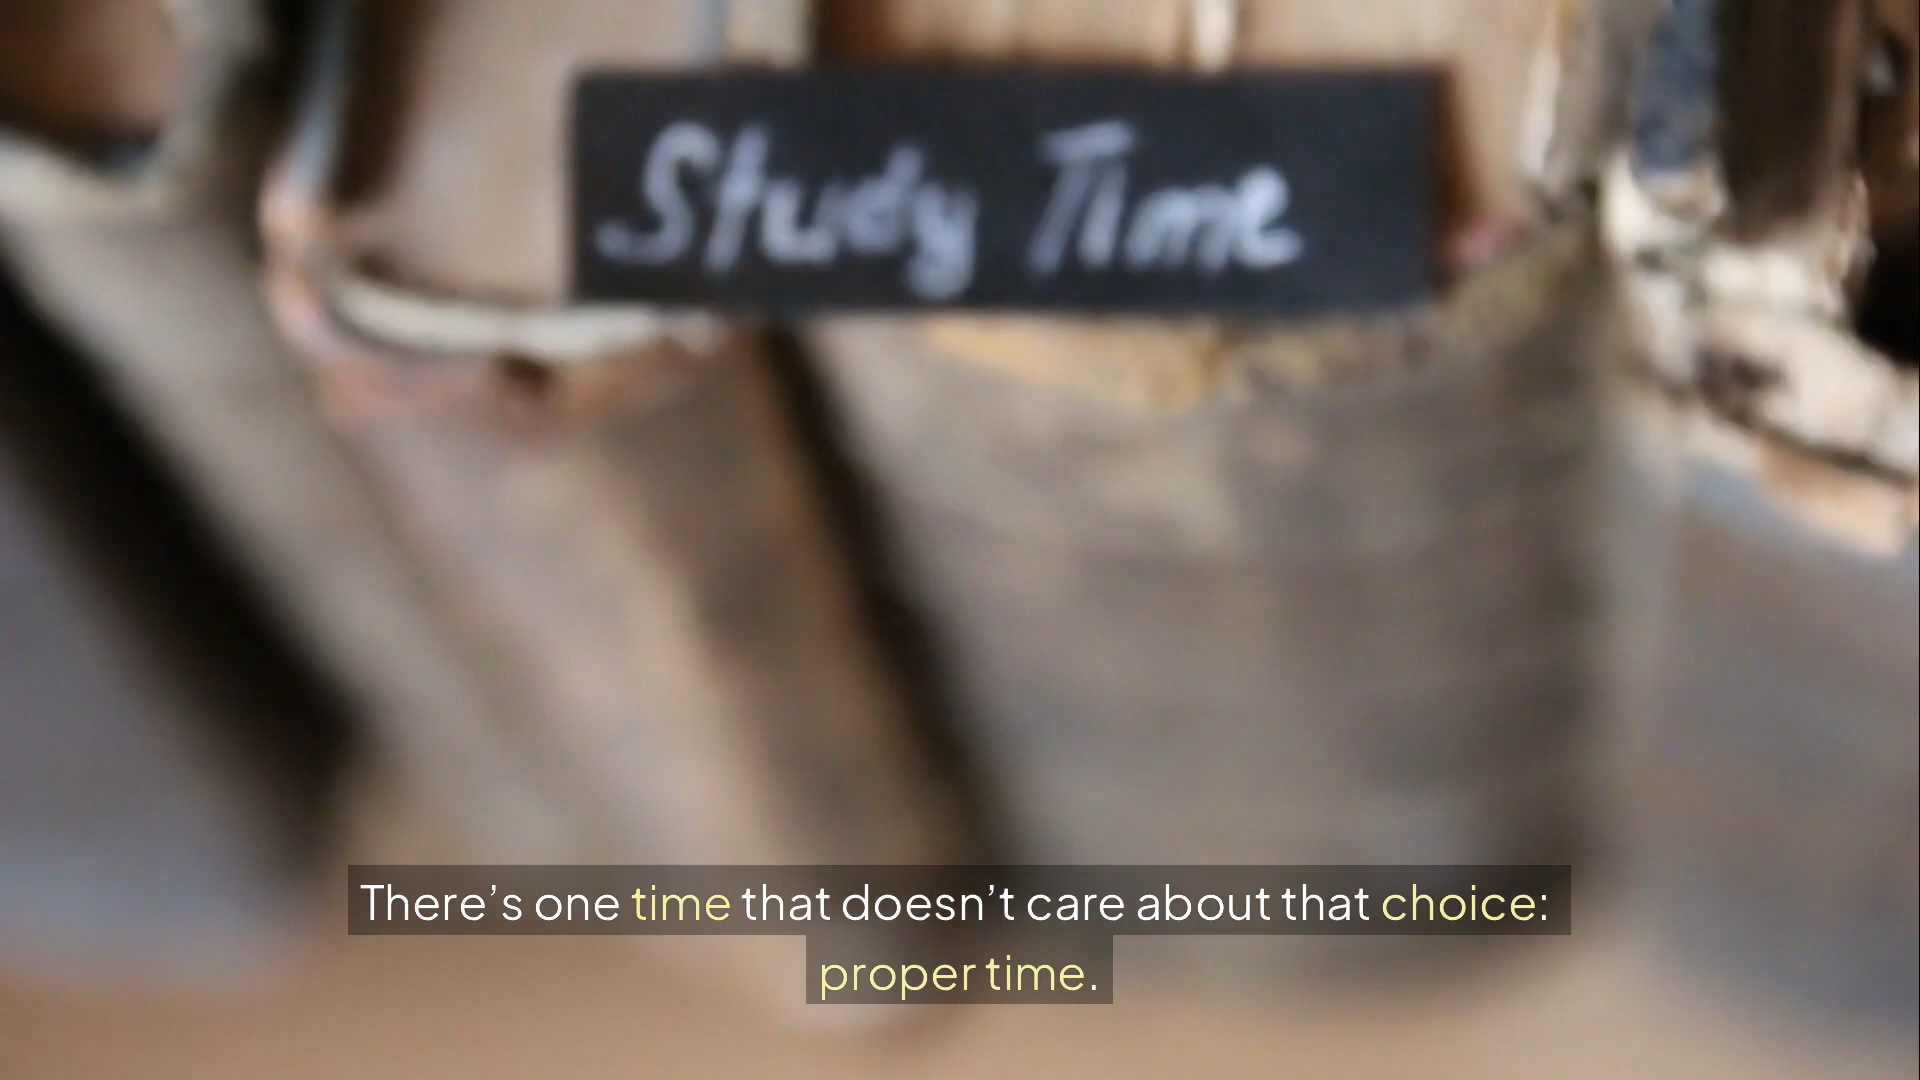 Study Time
There’s one time that doesn’t care about that choice:
proper time.